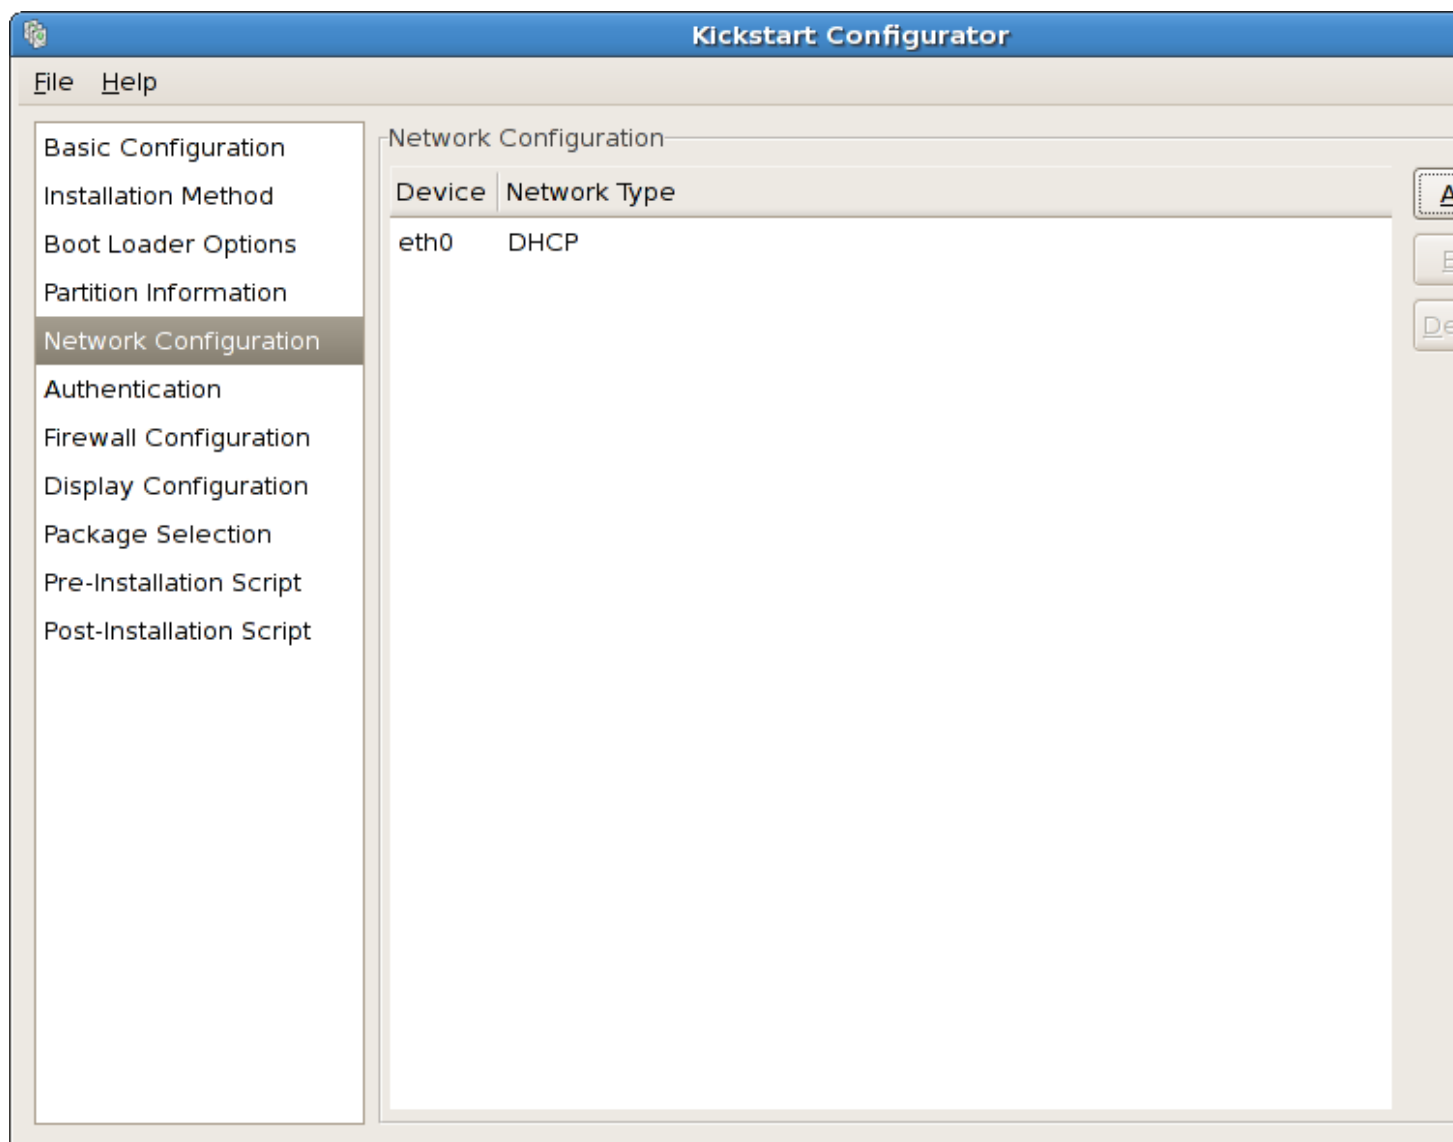 Kickstart Configurator
File Help
Basic Configuration
Installation Method
Boot Loader Options
Partition Information
Network Configuration
Authentication
Firewall Configuration
Display Configuration
Package Selection
Pre-Installation Script
Post-Installation Script
Network Configuration
Device Network Type
eth0 DHCP